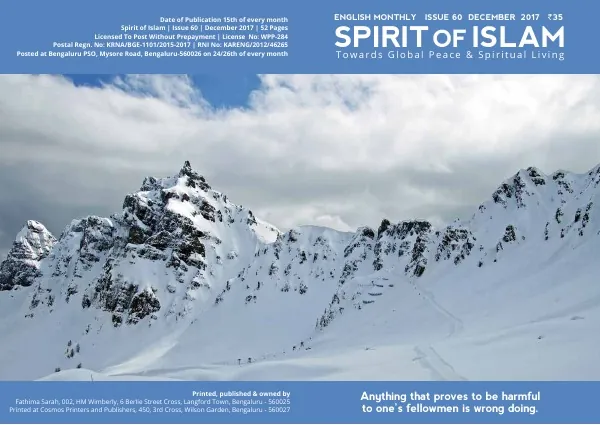 Date of Publication 15th of every month
Spirit of Islam | Issue 60 | December 2017 | 52 Pages
Licensed To Post Without Prepayment | License No: WPP-284
Postal Regn. No: KRNA/BGE-1101/2015-2017 | RNI No: KARENG/2012/46265
Posted at Bengaluru PSO, Mysore Road, Bengaluru-560026 on 24/26th of every month
ENGLISH MONTHLY ISSUE 60 DECEMBER 2017 ₹35
SPIRIT OF ISLAM
Towards Global Peace & Spiritual Living
Printed, published & owned by
Fathima Sarah, 002, HM Wimberly, 6 Berlie Street Cross, Langford Town, Bengaluru - 560025
Printed at Cosmos Printers and Publishers, 450, 3rd Cross, Wilson Garden, Bengaluru - 560027
Anything that proves to be harmful
to one's fellowmen is wrong doing.